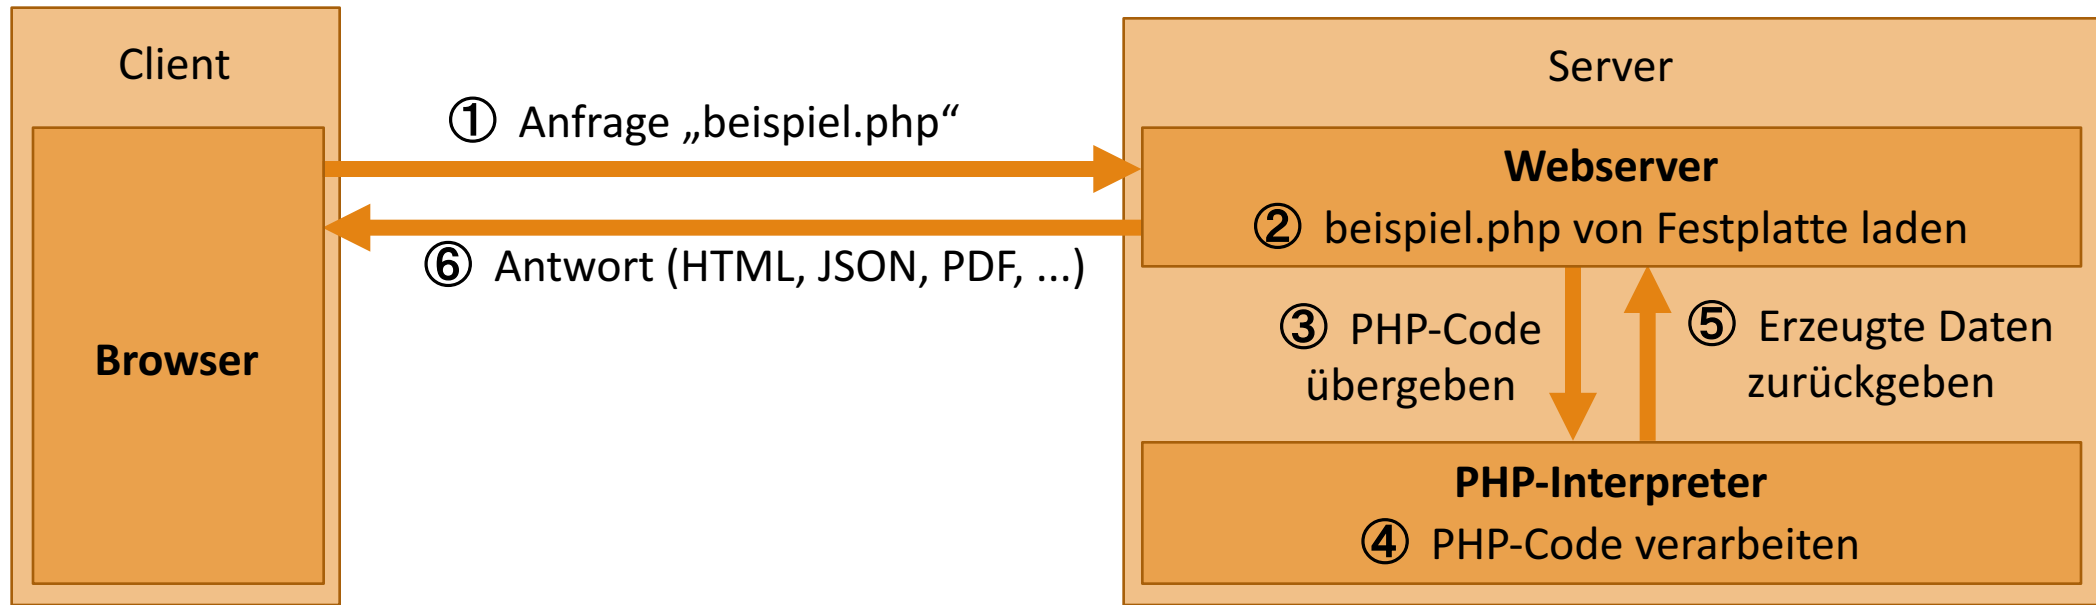 Client
Browser
① Anfrage „beispiel.php“
⑥ Antwort (HTML, JSON, PDF, ...)
Server
Webserver
② beispiel.php von Festplatte laden
③ PHP-Code
übergeben
⑤ Erzeugte Daten
zurückgeben
PHP-Interpreter
④ PHP-Code verarbeiten